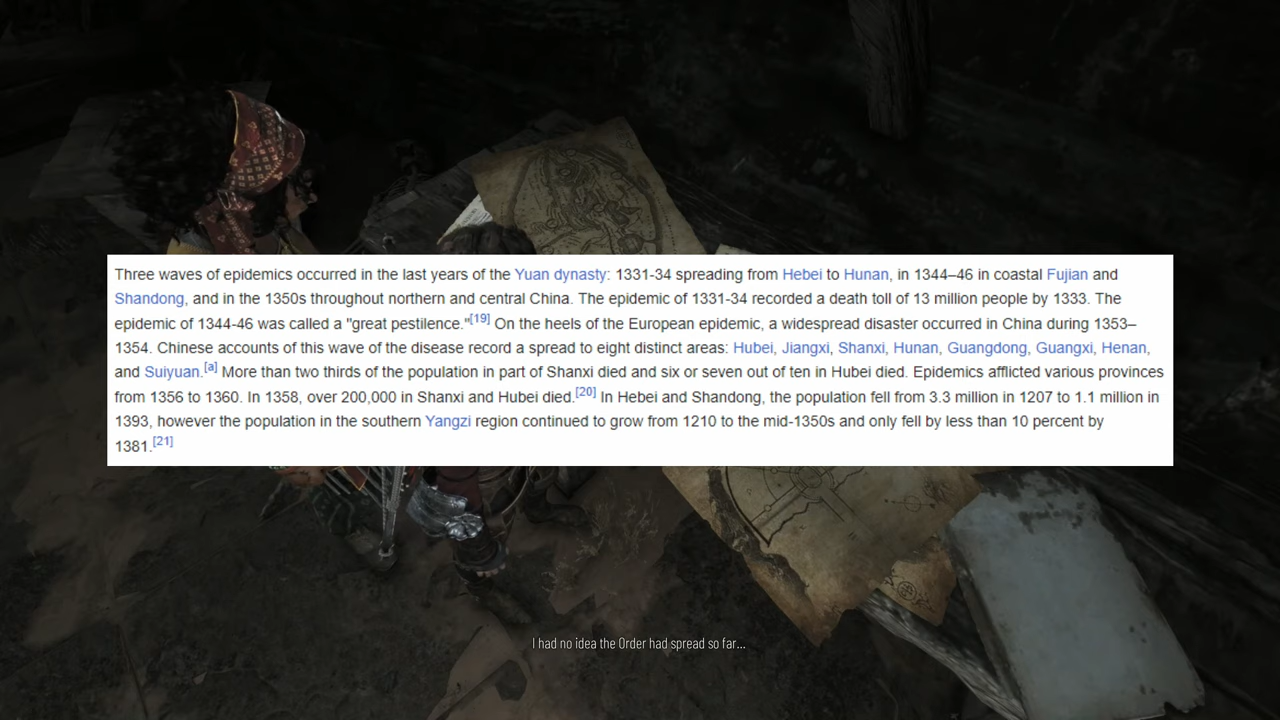 Three waves of epidemics occurred in the last years of the Yuan dynasty: 1331-34 spreading from Hebei to Hunan, in 1344–46 in coastal Fujian and
Shandong, and in the 1350s throughout northern and central China. The epidemic of 1331-34 recorded a death toll of 13 million people by 1333. The
epidemic of 1344-46 was called a "great pestilence."[19] On the heels of the European epidemic, a widespread disaster occurred in China during 1353–
1354. Chinese accounts of this wave of the disease record a spread to eight distinct areas: Hubei, Jiangxi, Shanxi, Hunan, Guangdong, Guangxi, Henan,
and Suiyuan.[a] More than two thirds of the population in part of Shanxi died and six or seven out of ten in Hubei died. Epidemics afflicted various provinces
from 1356 to 1360. In 1358, over 200,000 in Shanxi and Hubei died.[20] In Hebei and Shandong, the population fell from 3.3 million in 1207 to 1.1 million in
1393, however the population in the southern Yangzi region continued to grow from 1210 to the mid-1350s and only fell by less than 10 percent by
1381.[21]
I had no idea the Order had spread so far...